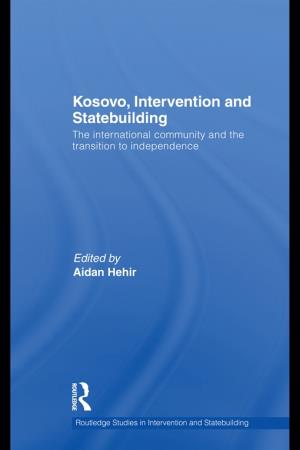 Kosovo, Intervention and
Statebuilding
The international community and the
transition to independence
Edited by
Aidan Hehir
ROUTLEDGE
Routledge Studies in Intervention and Statebuilding